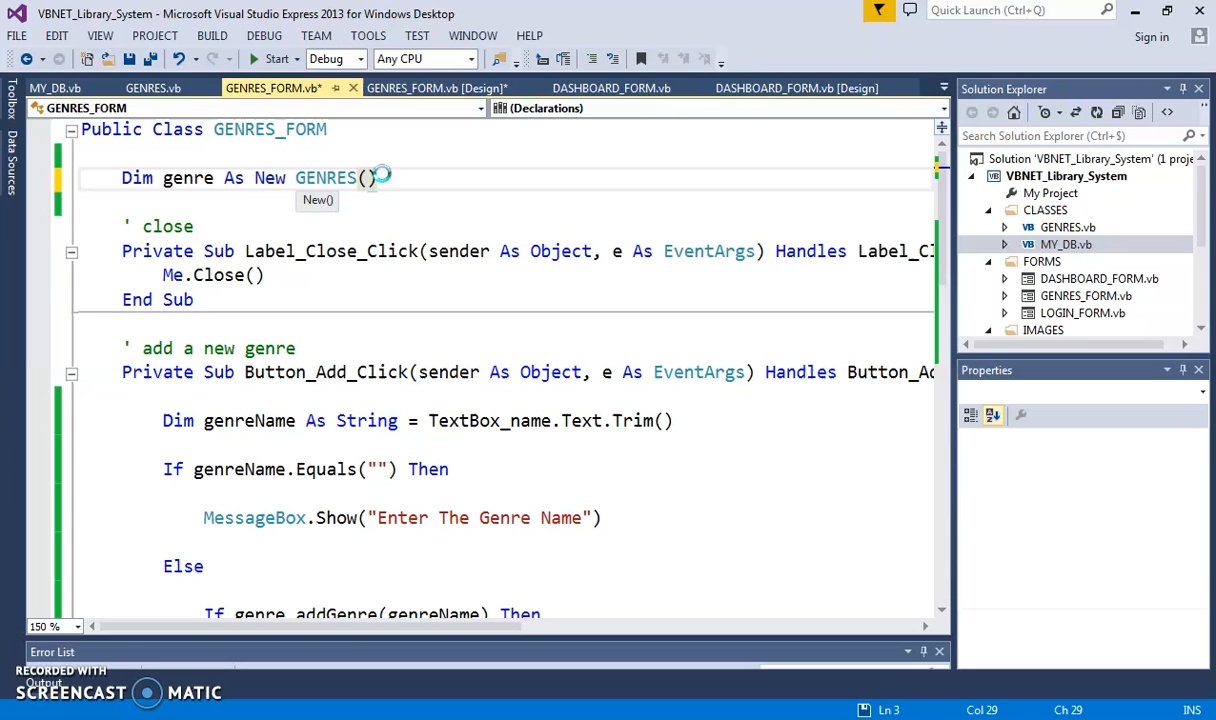 VBNET_Library_System - Microsoft Visual Studio Express 2013 for Windows Desktop
Quick Launch (Ctrl+Q)
FILE EDIT VIEW PROJECT BUILD DEBUG TEAM TOOLS TEST WINDOW HELP
Sign in
Start Debug Any CPU
MY_DB.vb GENRES.vb GENRES_FORM.vb* GENRES_FORM.vb [Design]* DASHBOARD_FORM.vb DASHBOARD_FORM.vb [Design]
Toolbox
Data Sources
GENRES_FORM (Declarations)
Public Class GENRES_FORM
Dim genre As New GENRES()
New()
' close
Private Sub Label_Close_Click(sender As Object, e As EventArgs) Handles Label_Cl
Me.Close()
End Sub
' add a new genre
Private Sub Button_Add_Click(sender As Object, e As EventArgs) Handles Button_Ad
Dim genreName As String = TextBox_name.Text.Trim()
If genreName.Equals("") Then
MessageBox.Show("Enter The Genre Name")
Else
If genre.addGenre(genreName) Then
150 %
Error List
Output
Solution Explorer
Search Solution Explorer (Ctrl+$)
Solution 'VBNET_Library_System' (1 proje
VBNET_Library_System
My Project
CLASSES
GENRES.vb
MY_DB.vb
FORMS
DASHBOARD_FORM.vb
GENRES_FORM.vb
LOGIN_FORM.vb
IMAGES
Properties
RECORDED WITH
SCREENCAST MATIC
Ln 3 Col 29 Ch 29 INS